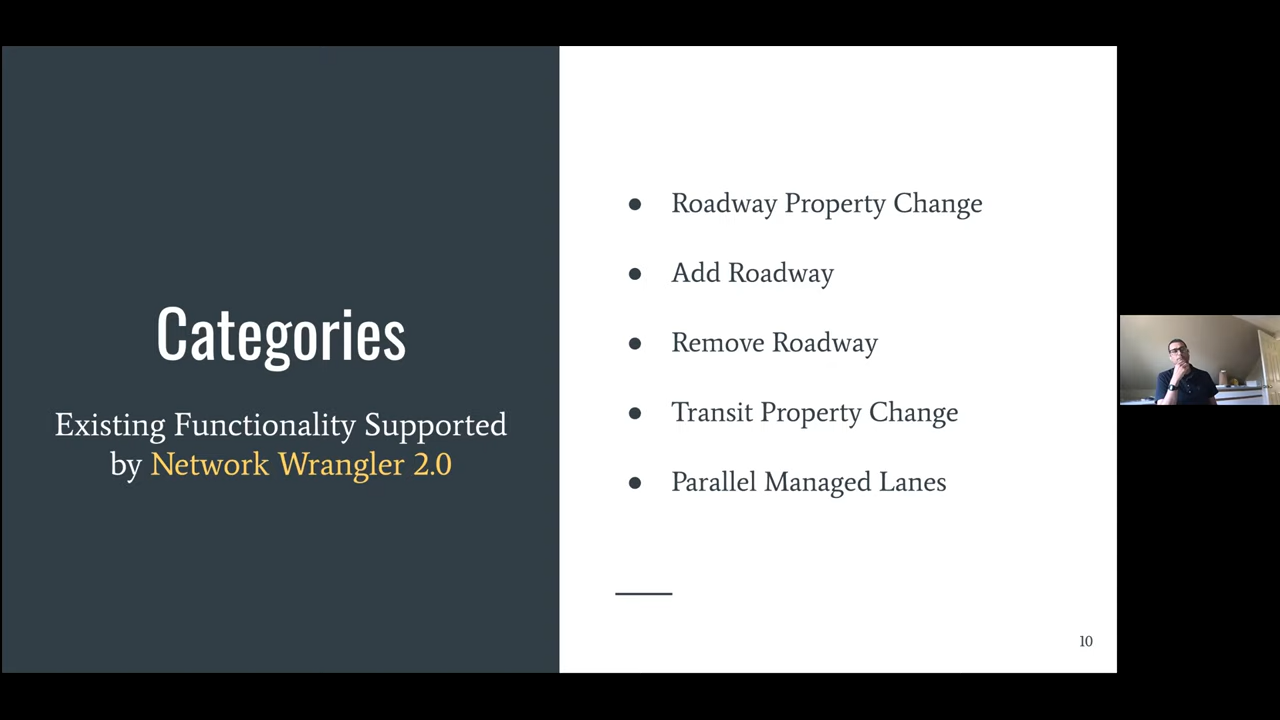 Categories
Existing Functionality Supported
by Network Wrangler 2.0
● Roadway Property Change
● Add Roadway
● Remove Roadway
● Transit Property Change
● Parallel Managed Lanes
10